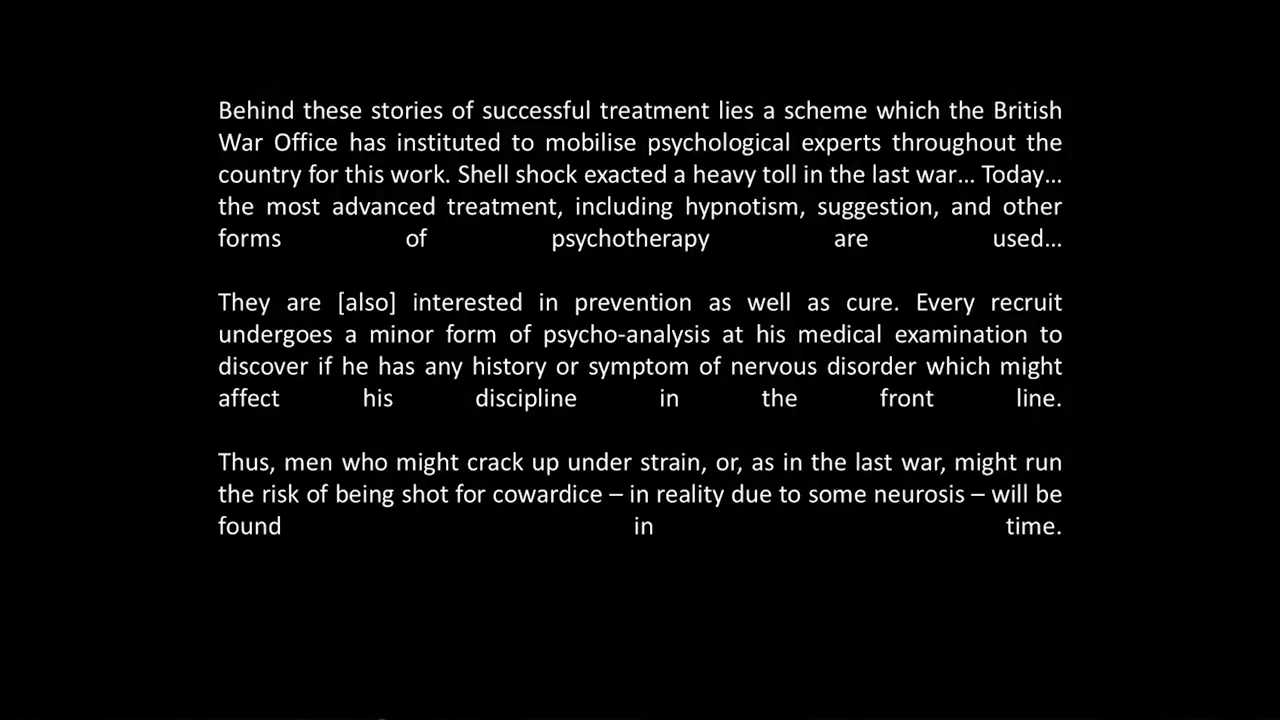 Behind these stories of successful treatment lies a scheme which the British
War Office has instituted to mobilise psychological experts throughout the
country for this work. Shell shock exacted a heavy toll in the last war… Today…
the most advanced treatment, including hypnotism, suggestion, and other
forms of psychotherapy are used…
They are [also] interested in prevention as well as cure. Every recruit
undergoes a minor form of psycho-analysis at his medical examination to
discover if he has any history or symptom of nervous disorder which might
affect his discipline in the front line.
Thus, men who might crack up under strain, or, as in the last war, might run
the risk of being shot for cowardice – in reality due to some neurosis – will be
found in time.